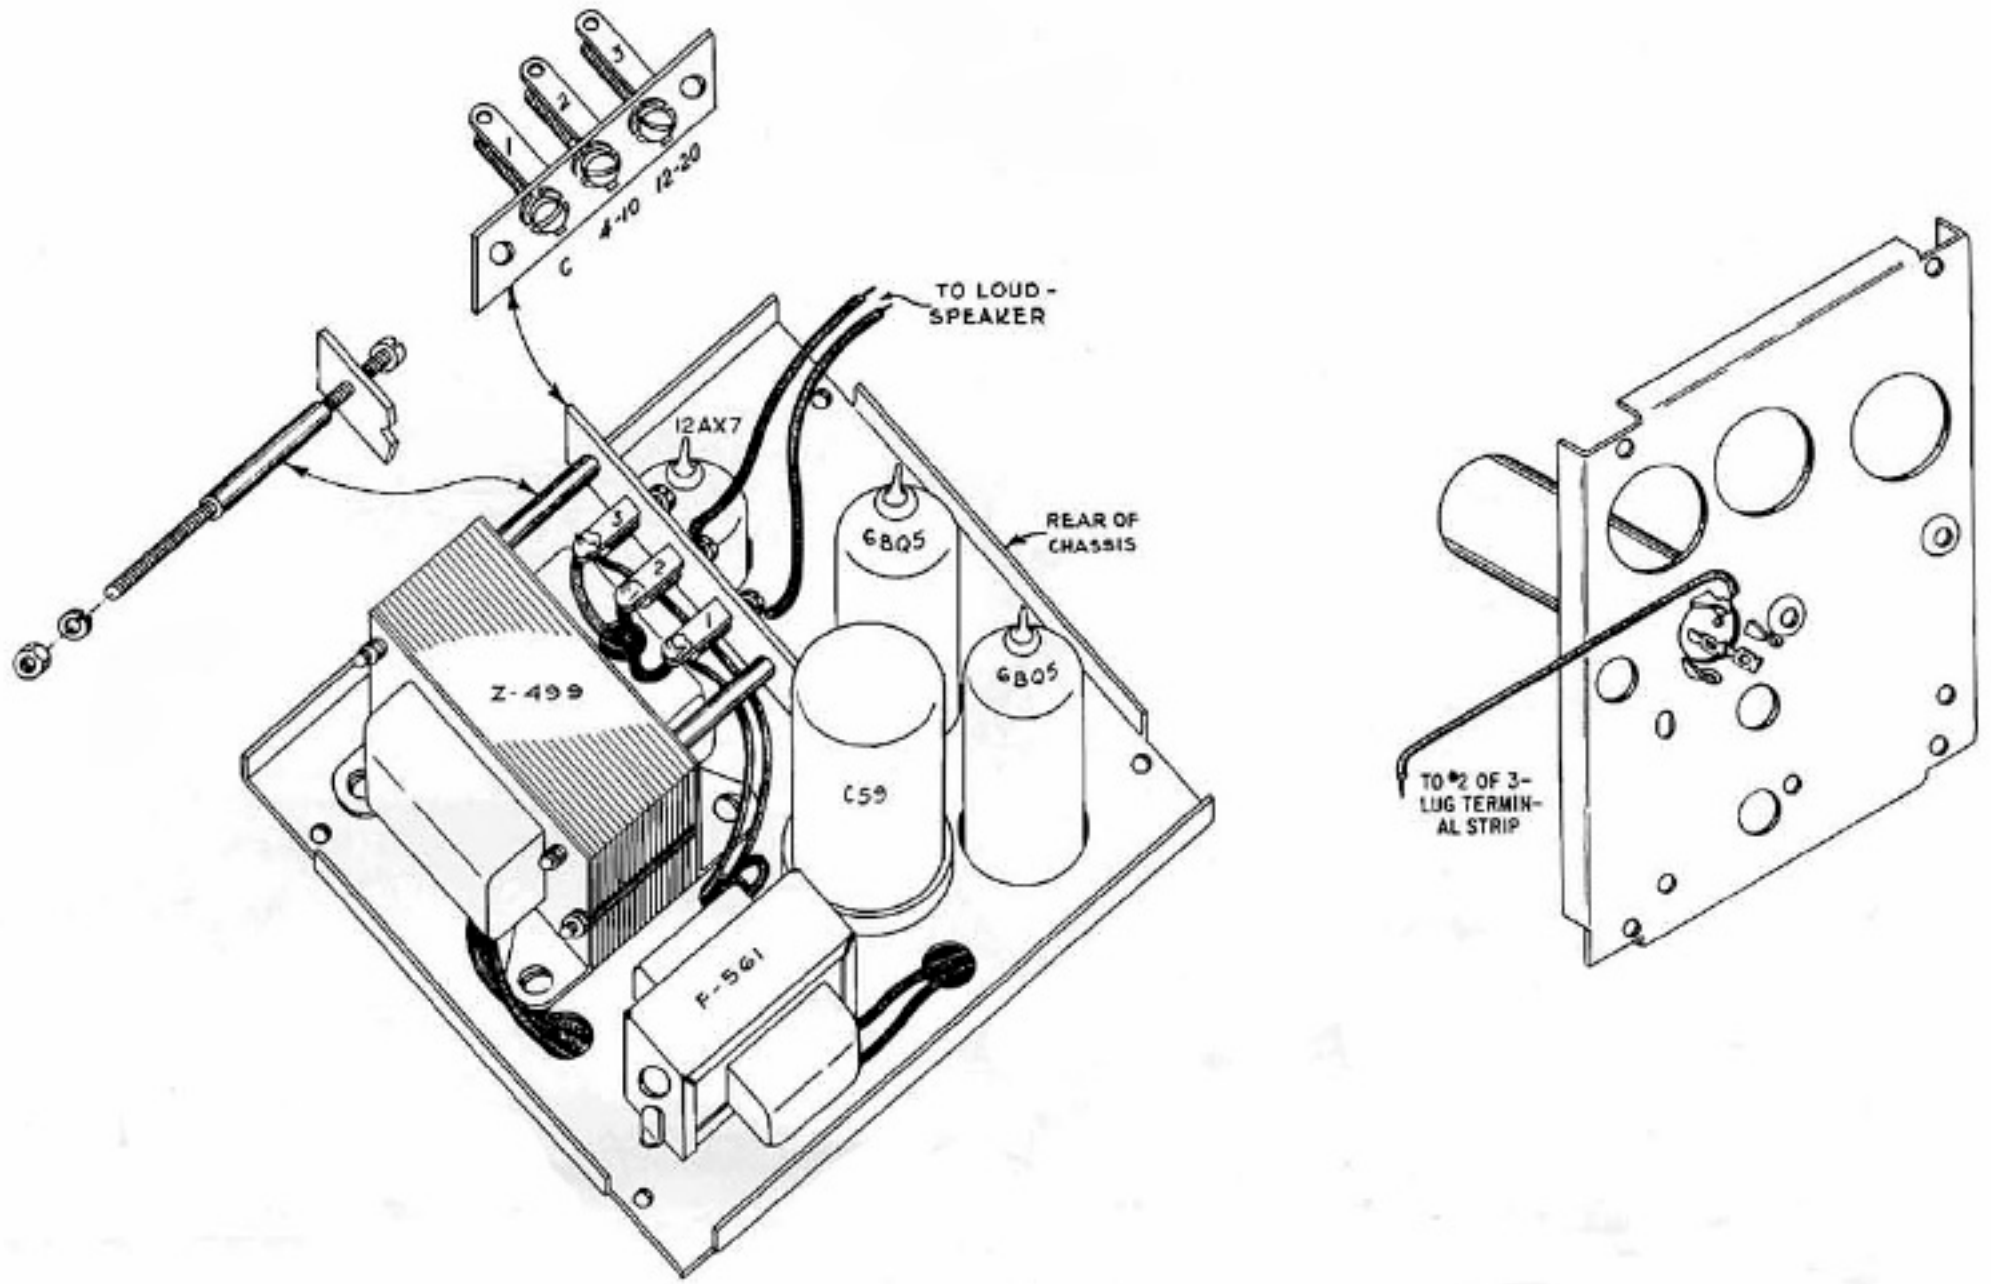 3
2
1
12-20
4-10
C
TO LOUD-
SPEAKER
12AX7
6BQ5
REAR OF
CHASSIS
3
2
1
6BQ5
Z-499
C59
TO #2 OF 3-
LUG TERMIN-
AL STRIP
P-561